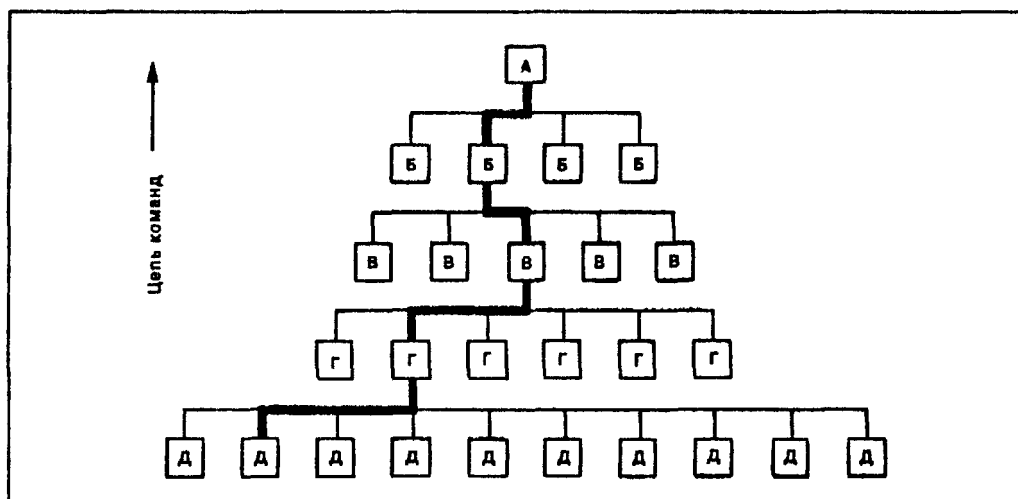 А
Б Б Б Б
В В В В В
Г Г Г Г Г Г
Д Д Д Д Д Д Д Д Д Д
Цепь команд